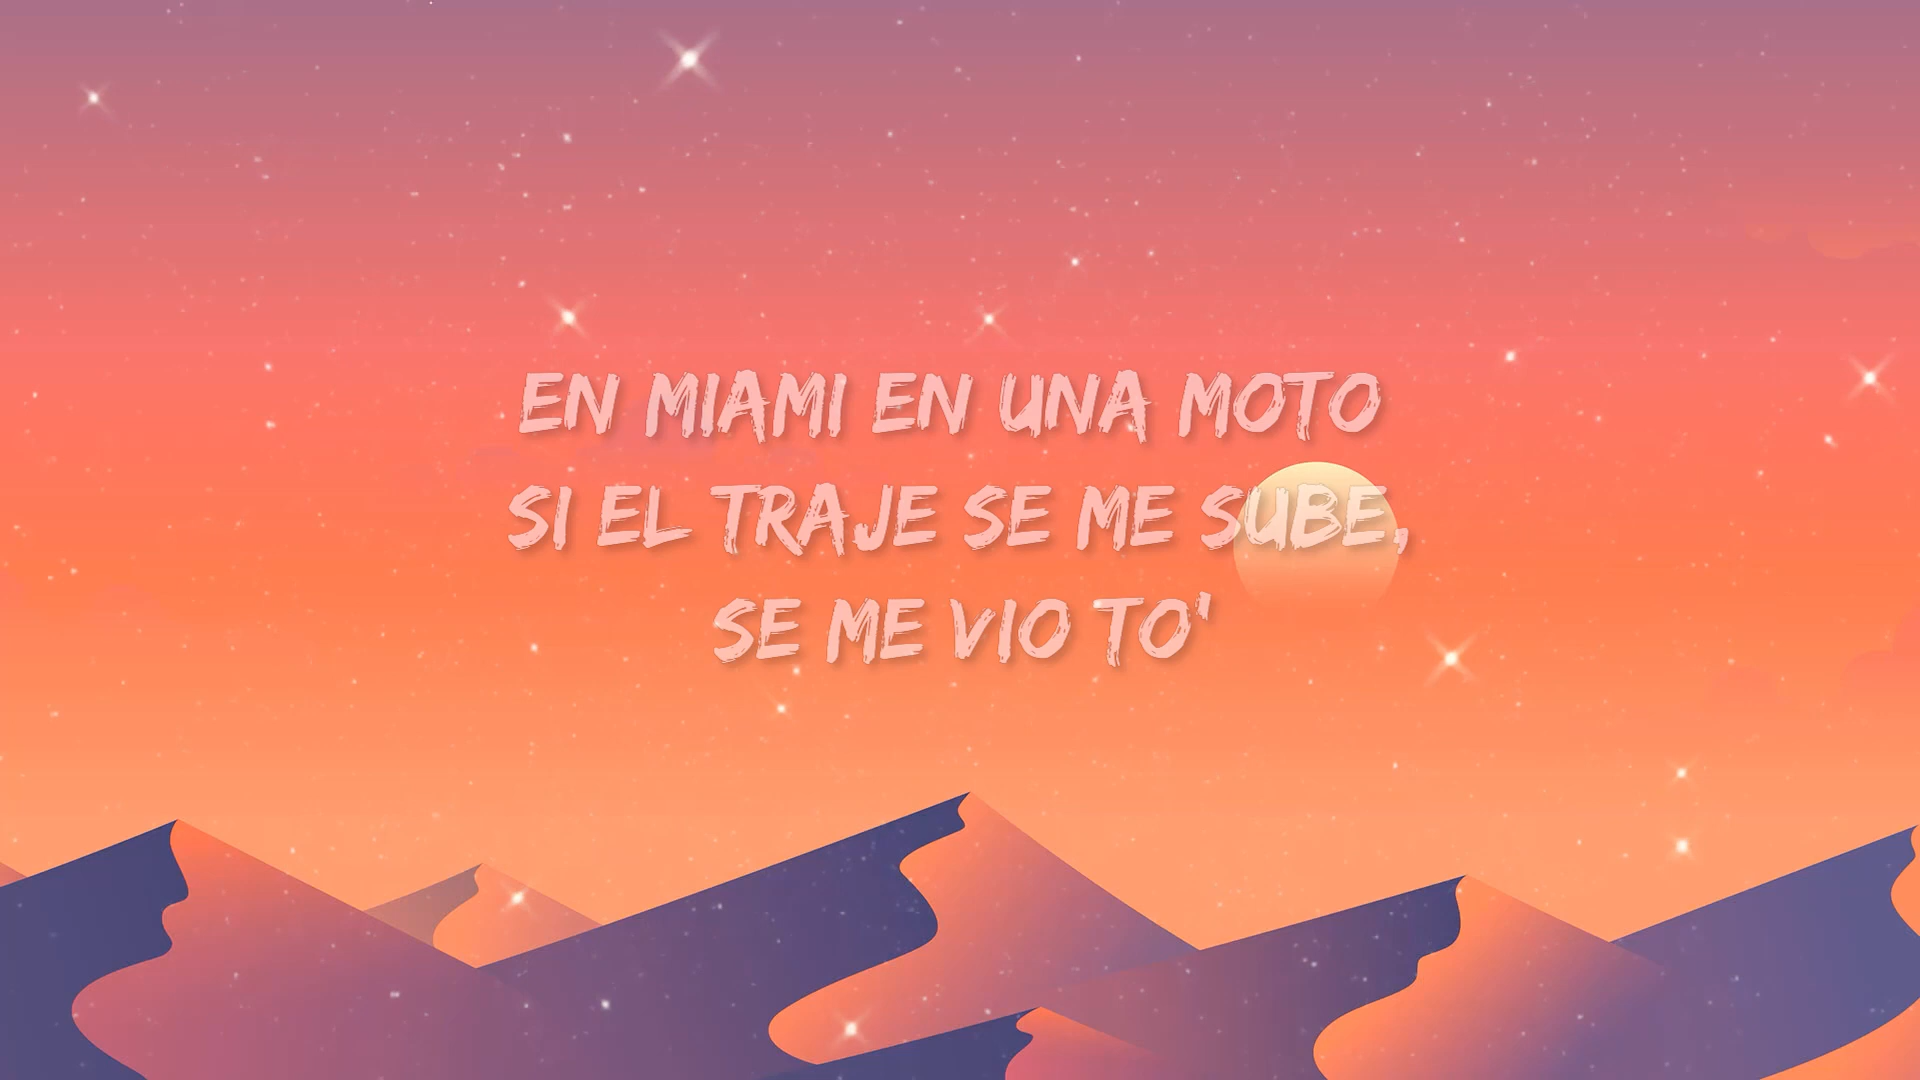 EN MIAMI EN UNA MOTO
SI EL TRAJE SE ME SUBE,
SE ME VIO TO'